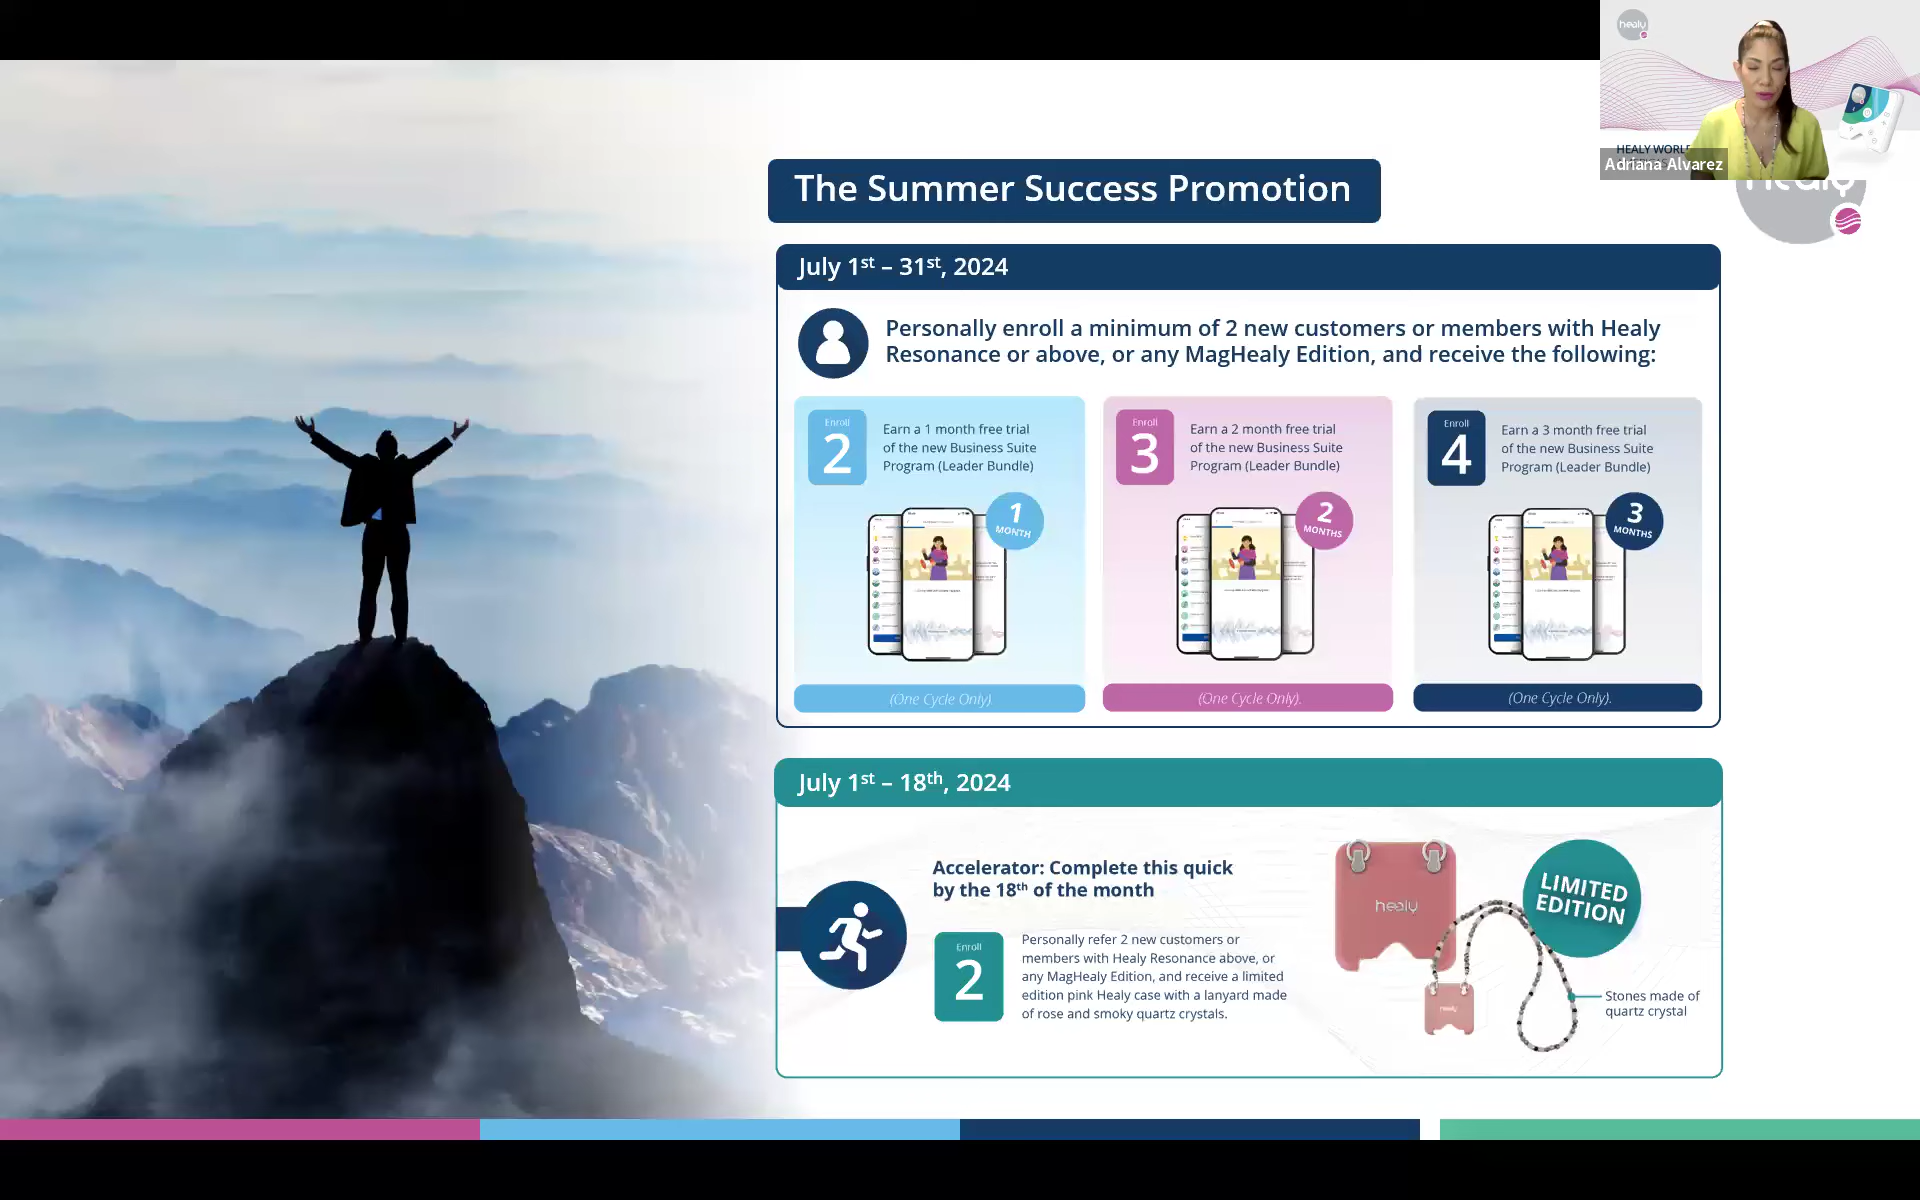 healy
HEALY WORL
Adriana Alvarez
healy
The Summer Success Promotion
July 1st – 31st, 2024
Personally enroll a minimum of 2 new customers or members with Healy
Resonance or above, or any MagHealy Edition, and receive the following:
Enroll
2
Earn a 1 month free trial
of the new Business Suite
Program (Leader Bundle)
1
MONTH
(One Cycle Only)
Enroll
3
Earn a 2 month free trial
of the new Business Suite
Program (Leader Bundle)
2
MONTHS
(One Cycle Only).
Enroll
4
Earn a 3 month free trial
of the new Business Suite
Program (Leader Bundle)
3
MONTHS
(One Cycle Only).
July 1st – 18th, 2024
Accelerator: Complete this quick
by the 18th of the month
Enroll
2
Personally refer 2 new customers or
members with Healy Resonance above, or
any MagHealy Edition, and receive a limited
edition pink Healy case with a lanyard made
of rose and smoky quartz crystals.
healy
healy
LIMITED
EDITION
Stones made of
quartz crystal